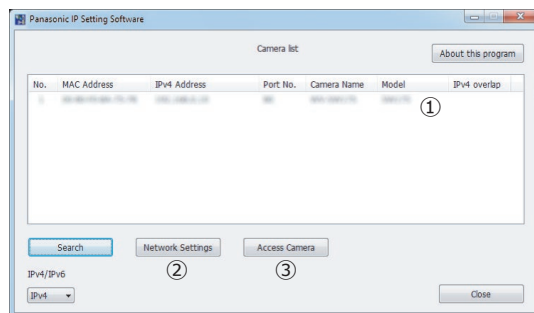 Panasonic IP Setting Software
Camera list
About this program
No. MAC Address IPv4 Address Port No. Camera Name Model IPv4 overlap
①
Search Network Settings Access Camera
② ③
IPv4/IPv6
IPv4 Close